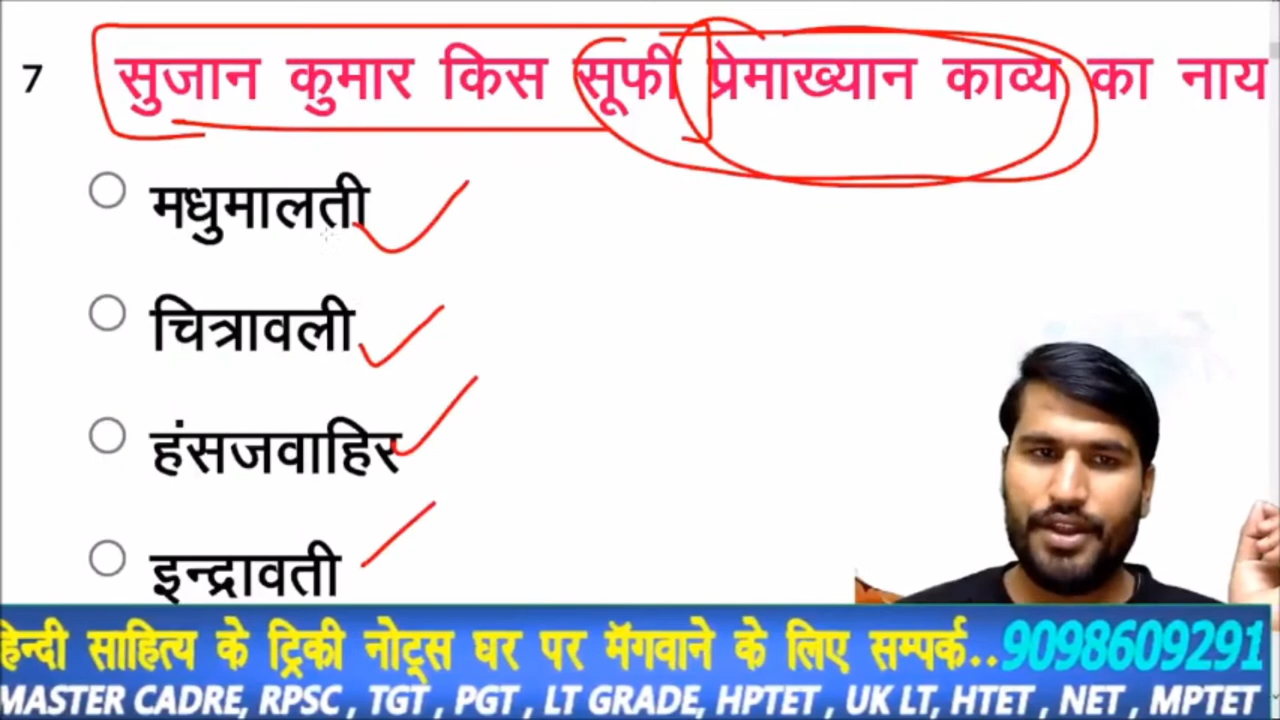 7 सुजान कुमार किस सूफी प्रेमाख्यान काव्य का नाय
मधुमालती
चित्रावली
हंसजवाहिर
इन्द्रावती
हिन्दी साहित्य के ट्रिकी नोट्स घर पर मॅगवाने के लिए सम्पर्क..9098609291
MASTER CADRE, RPSC , TGT , PGT , LT GRADE, HPTET , UK LT, HTET , NET , MPTET